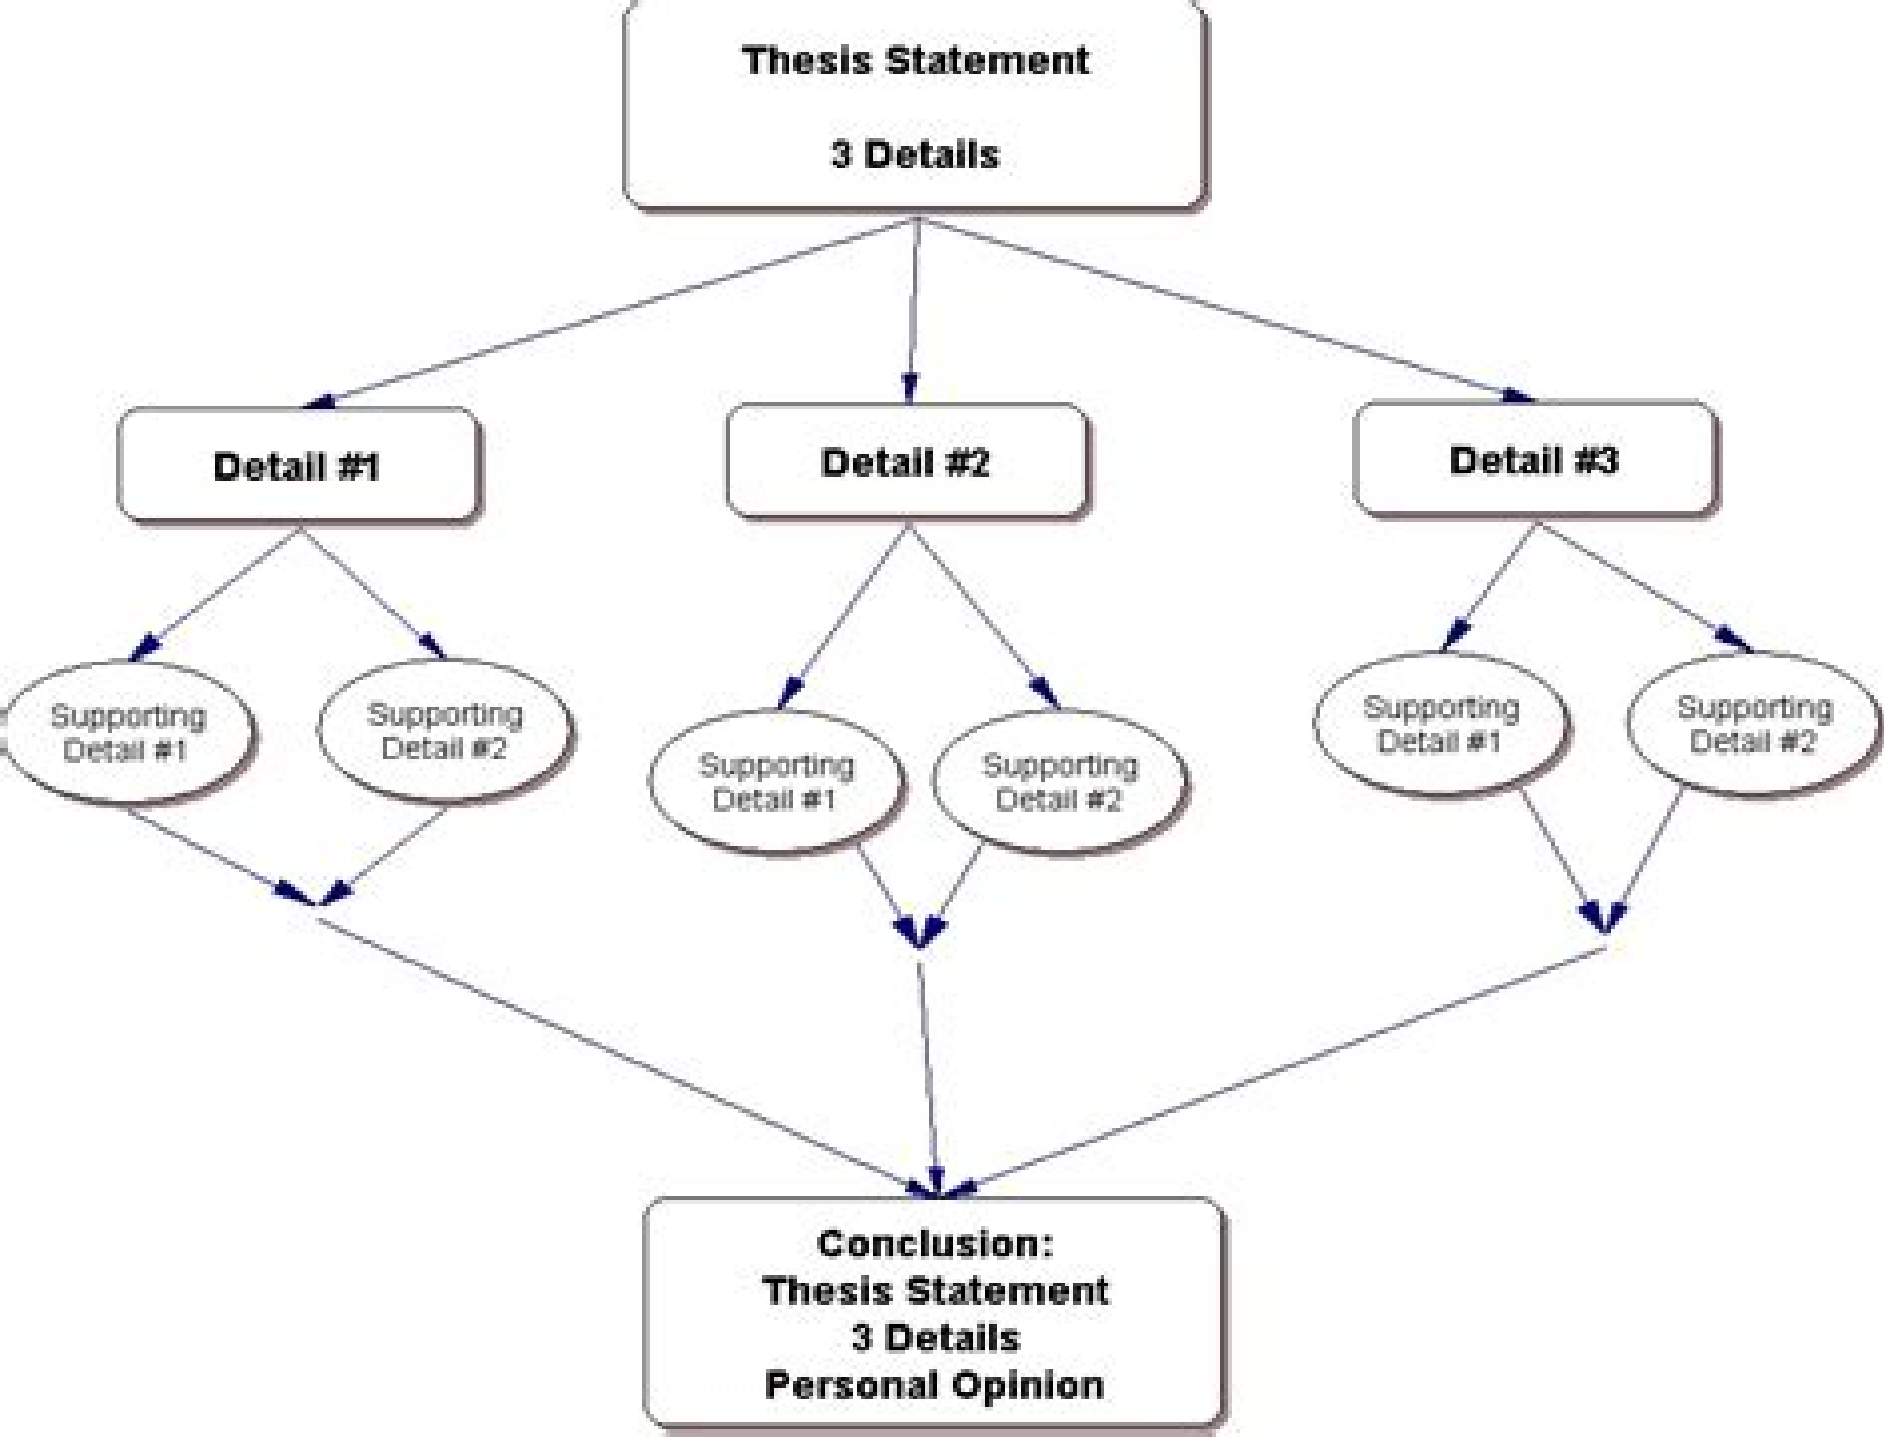 Thesis Statement
3 Details
Detail #1
Detail #2
Detail #3
Supporting
Detail #1
Supporting
Detail #2
Supporting
Detail #1
Supporting
Detail #2
Supporting
Detail #1
Supporting
Detail #2
Conclusion:
Thesis Statement
3 Details
Personal Opinion